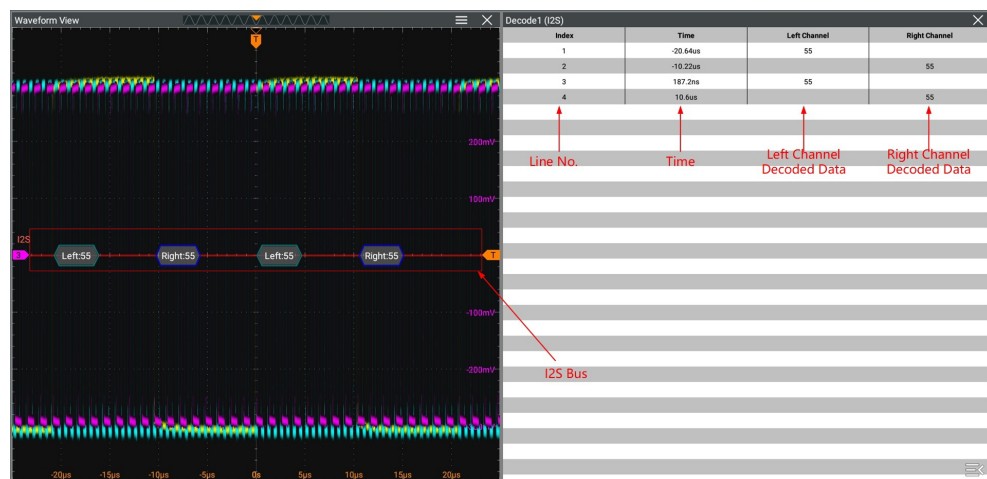 Waveform View
T
200mV
100mV
I2S
3
Left:55
Right:55
Left:55
Right:55
T
-100mV
-200mV
-20μs
-15μs
-10μs
-5μs
0s
5μs
10μs
15μs
20μs
Decode1 (I2S)
Index Time Left Channel Right Channel
1 -20.64us 55
2 -10.22us 55
3 187.2ns 55
4 10.6us 55
Line No.
Time
Left Channel
Decoded Data
Right Channel
Decoded Data
I2S Bus